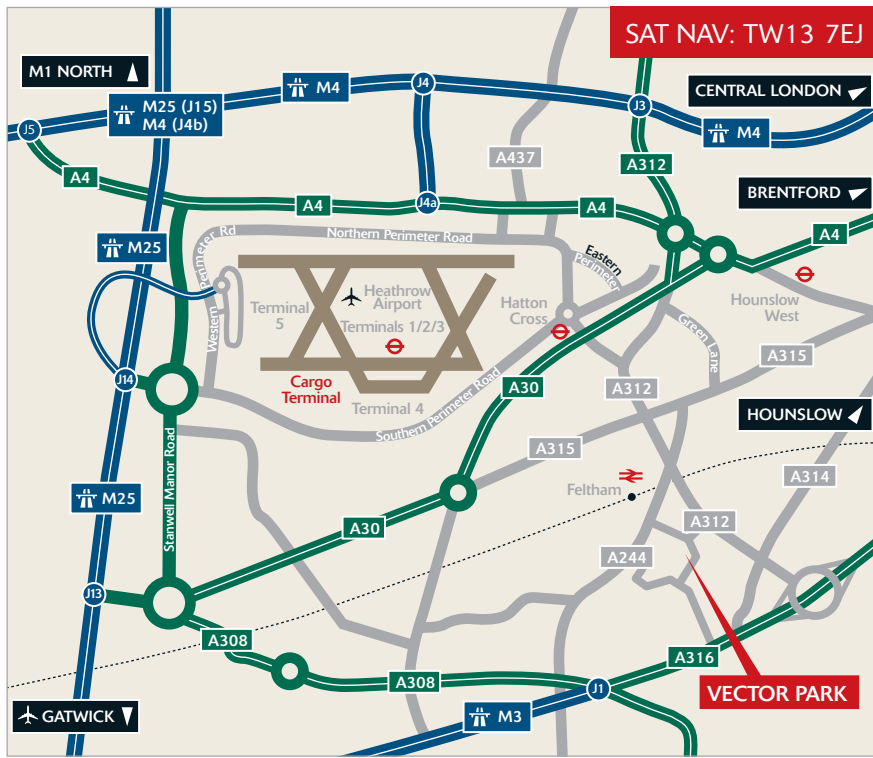 SAT NAV: TW13 7EJ
M1 NORTH
M4
J4
CENTRAL LONDON
M25 (J15)
M4 (J4b)
J3
J5
M4
A437
A312
A4
BRENTFORD
A4
J4a
A4
A4
Northern Perimeter Road
M25
Western Perimeter Rd
Eastern
Perimeter
Heathrow
Airport
Hatton
Cross
Hounslow
West
Terminal
5
Terminals 1/2/3
Green Lane
A315
J14
Cargo
Terminal
A30
A312
Terminal 4
Southern Perimeter Road
HOUNSLOW
Stanwell Manor Road
A315
A314
M25
Feltham
A30
A312
A244
J13
A308
A316
A308
J1
VECTOR PARK
GATWICK
M3